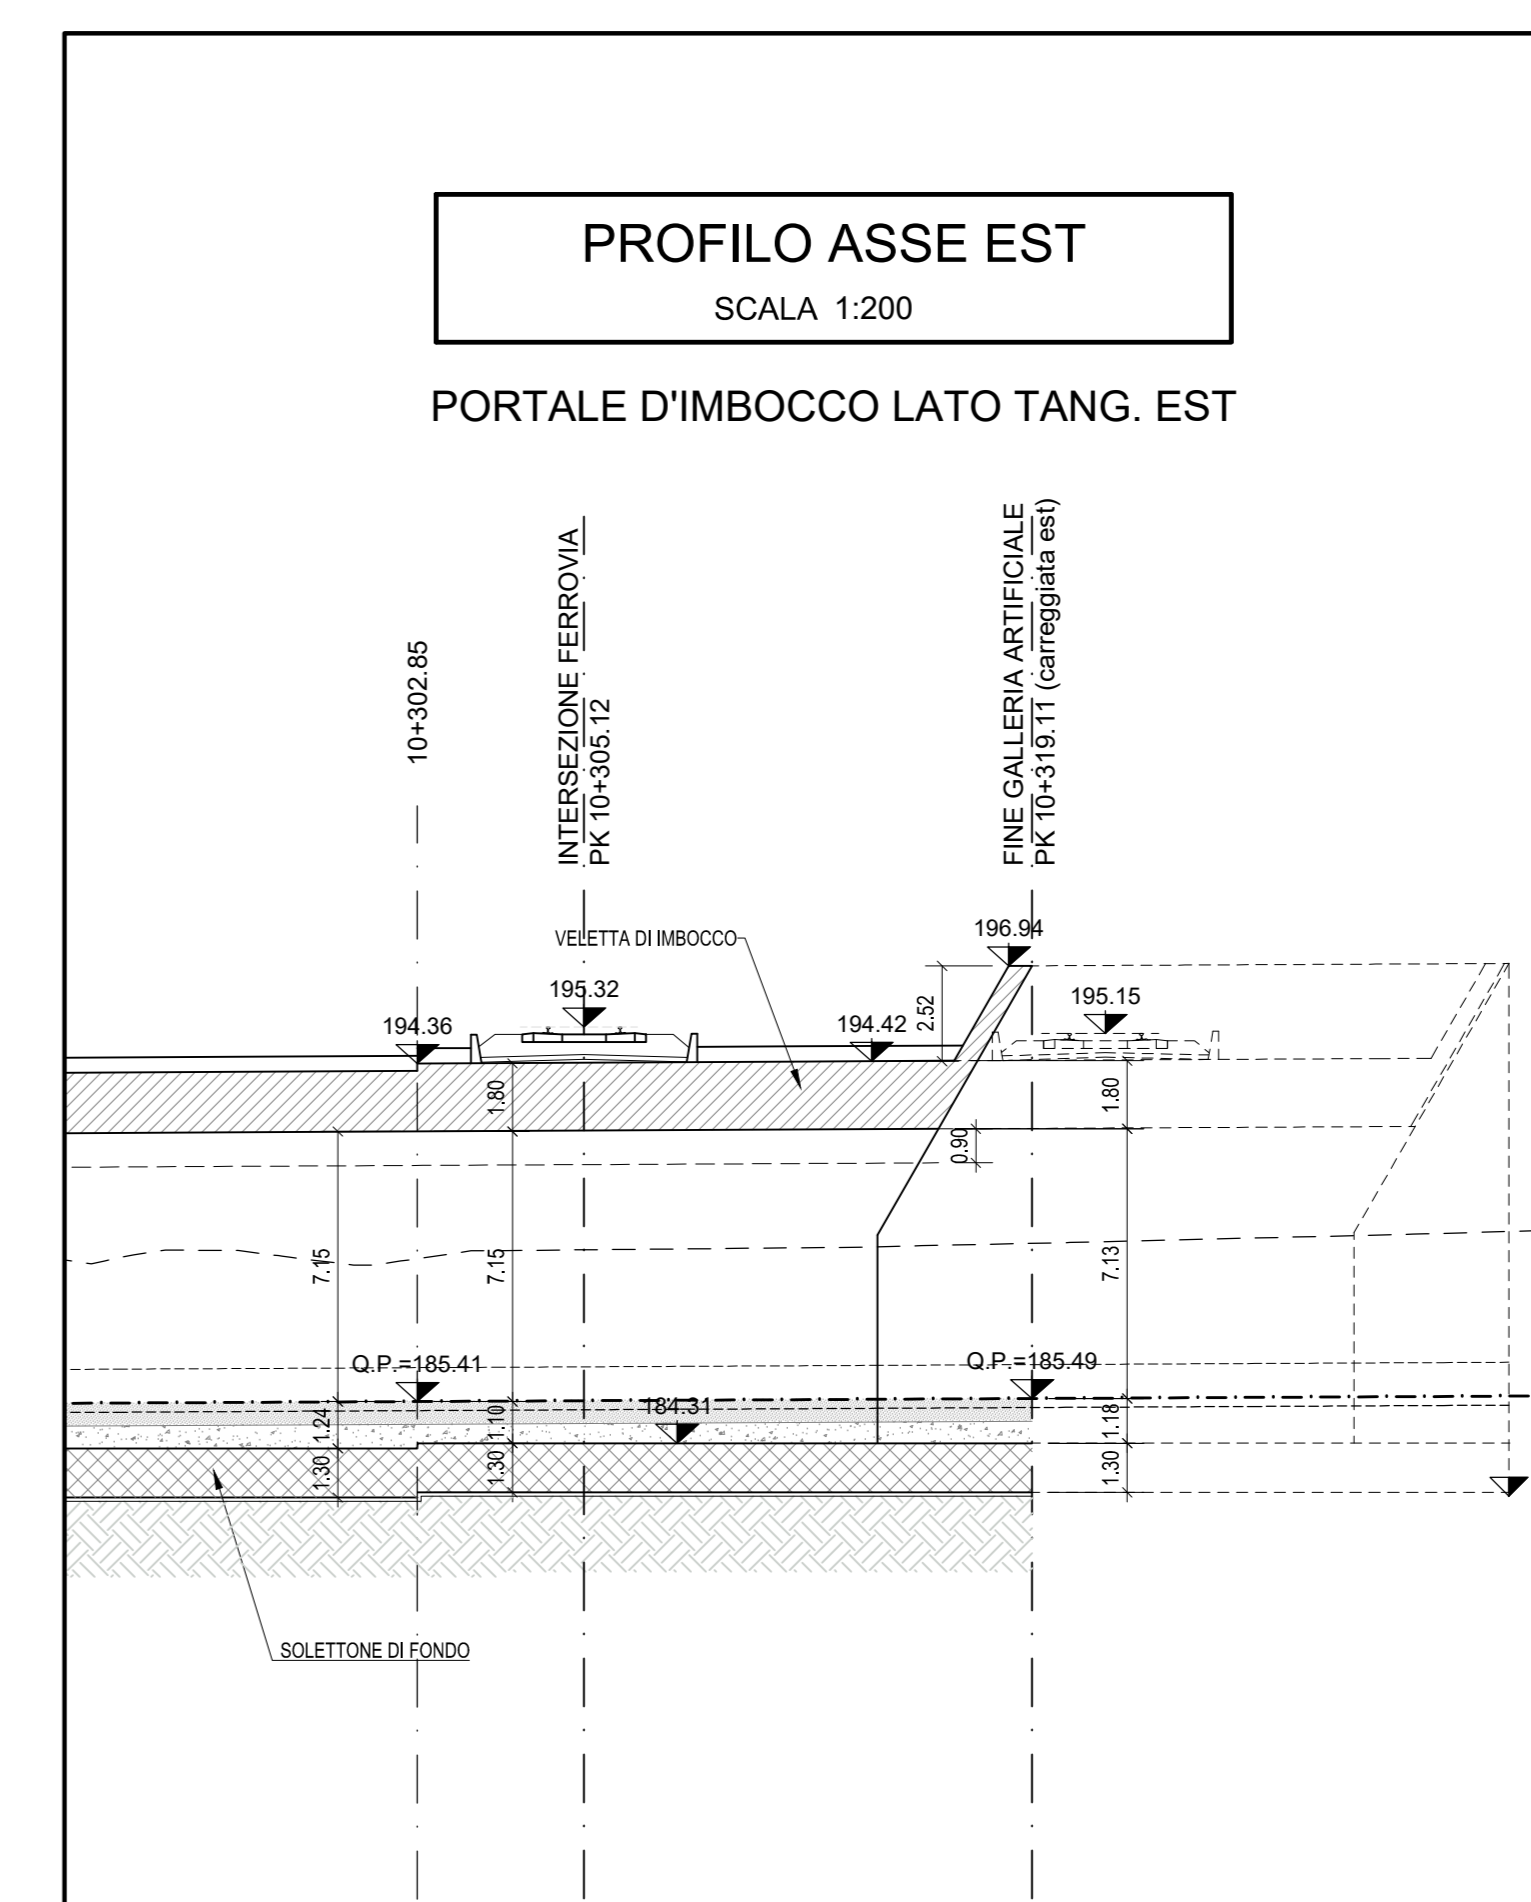 PROFILO ASSE EST
SCALA 1:200
PORTALE D'IMBOCCO LATO TANG. EST
10+302.85
INTERSEZIONE FERROVIA
PK 10+305.12
FINE GALLERIA ARTIFICIALE
PK 10+319.11 (carreggiata est)
VELETTA DI IMBOCCO
196.94
195.32
195.15
194.36
194.42
2.52
1.80
1.80
0.90
7.15
7.15
7.13
Q.P.=185.41
Q.P.=185.49
184.31
1.24
1.10
1.18
1.30
1.30
1.30
SOLETTONE DI FONDO